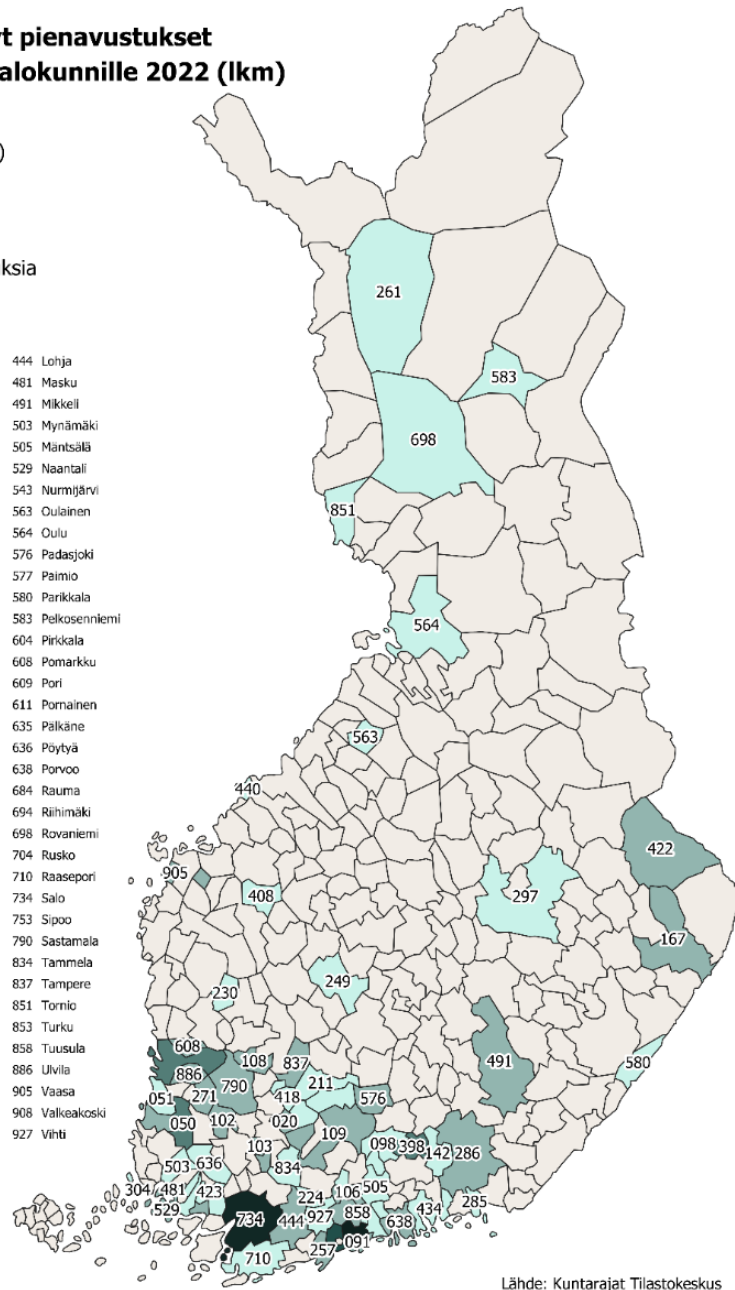 t pienavustukset
alokunnille 2022 (lkm)
)
ksia
444 Lohja
481 Masku
491 Mikkeli
503 Mynämäki
505 Mäntsälä
529 Naantali
543 Nurmijärvi
563 Oulainen
564 Oulu
576 Padasjoki
577 Paimio
580 Parikkala
583 Pelkosenniemi
604 Pirkkala
608 Pomarkku
609 Pori
611 Pornainen
635 Pälkäne
636 Pöytyä
638 Porvoo
684 Rauma
694 Riihimäki
698 Rovaniemi
704 Rusko
710 Raasepori
734 Salo
753 Sipoo
790 Sastamala
834 Tammela
837 Tampere
851 Tornio
853 Turku
858 Tuusula
886 Ulvila
905 Vaasa
908 Valkeakoski
927 Vihti
261
583
698
851
564
563
440
422
905
408
297
167
249
230
491
608
108
837
580
886
790
211
051
271
418
576
050
102
020
109
103
098
398
142
286
503
636
834
304
481
423
224
106
505
529
734
444
927
858
638
434
285
257
091
710
Lähde: Kuntarajat Tilastokeskus